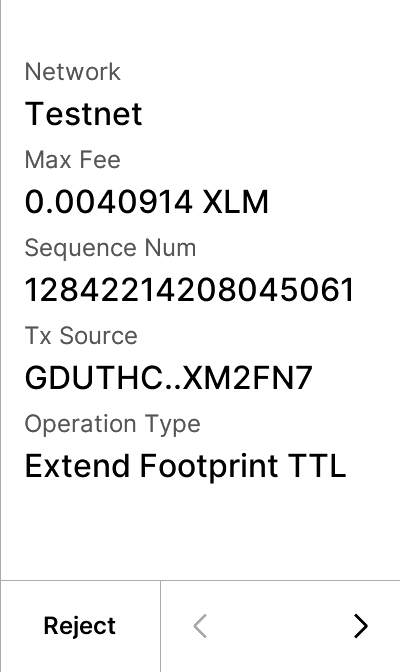 Network
Testnet
Max Fee
0.0040914 XLM
Sequence Num
12842214208045061
Tx Source
GDUTHC..XM2FN7
Operation Type
Extend Footprint TTL
Reject